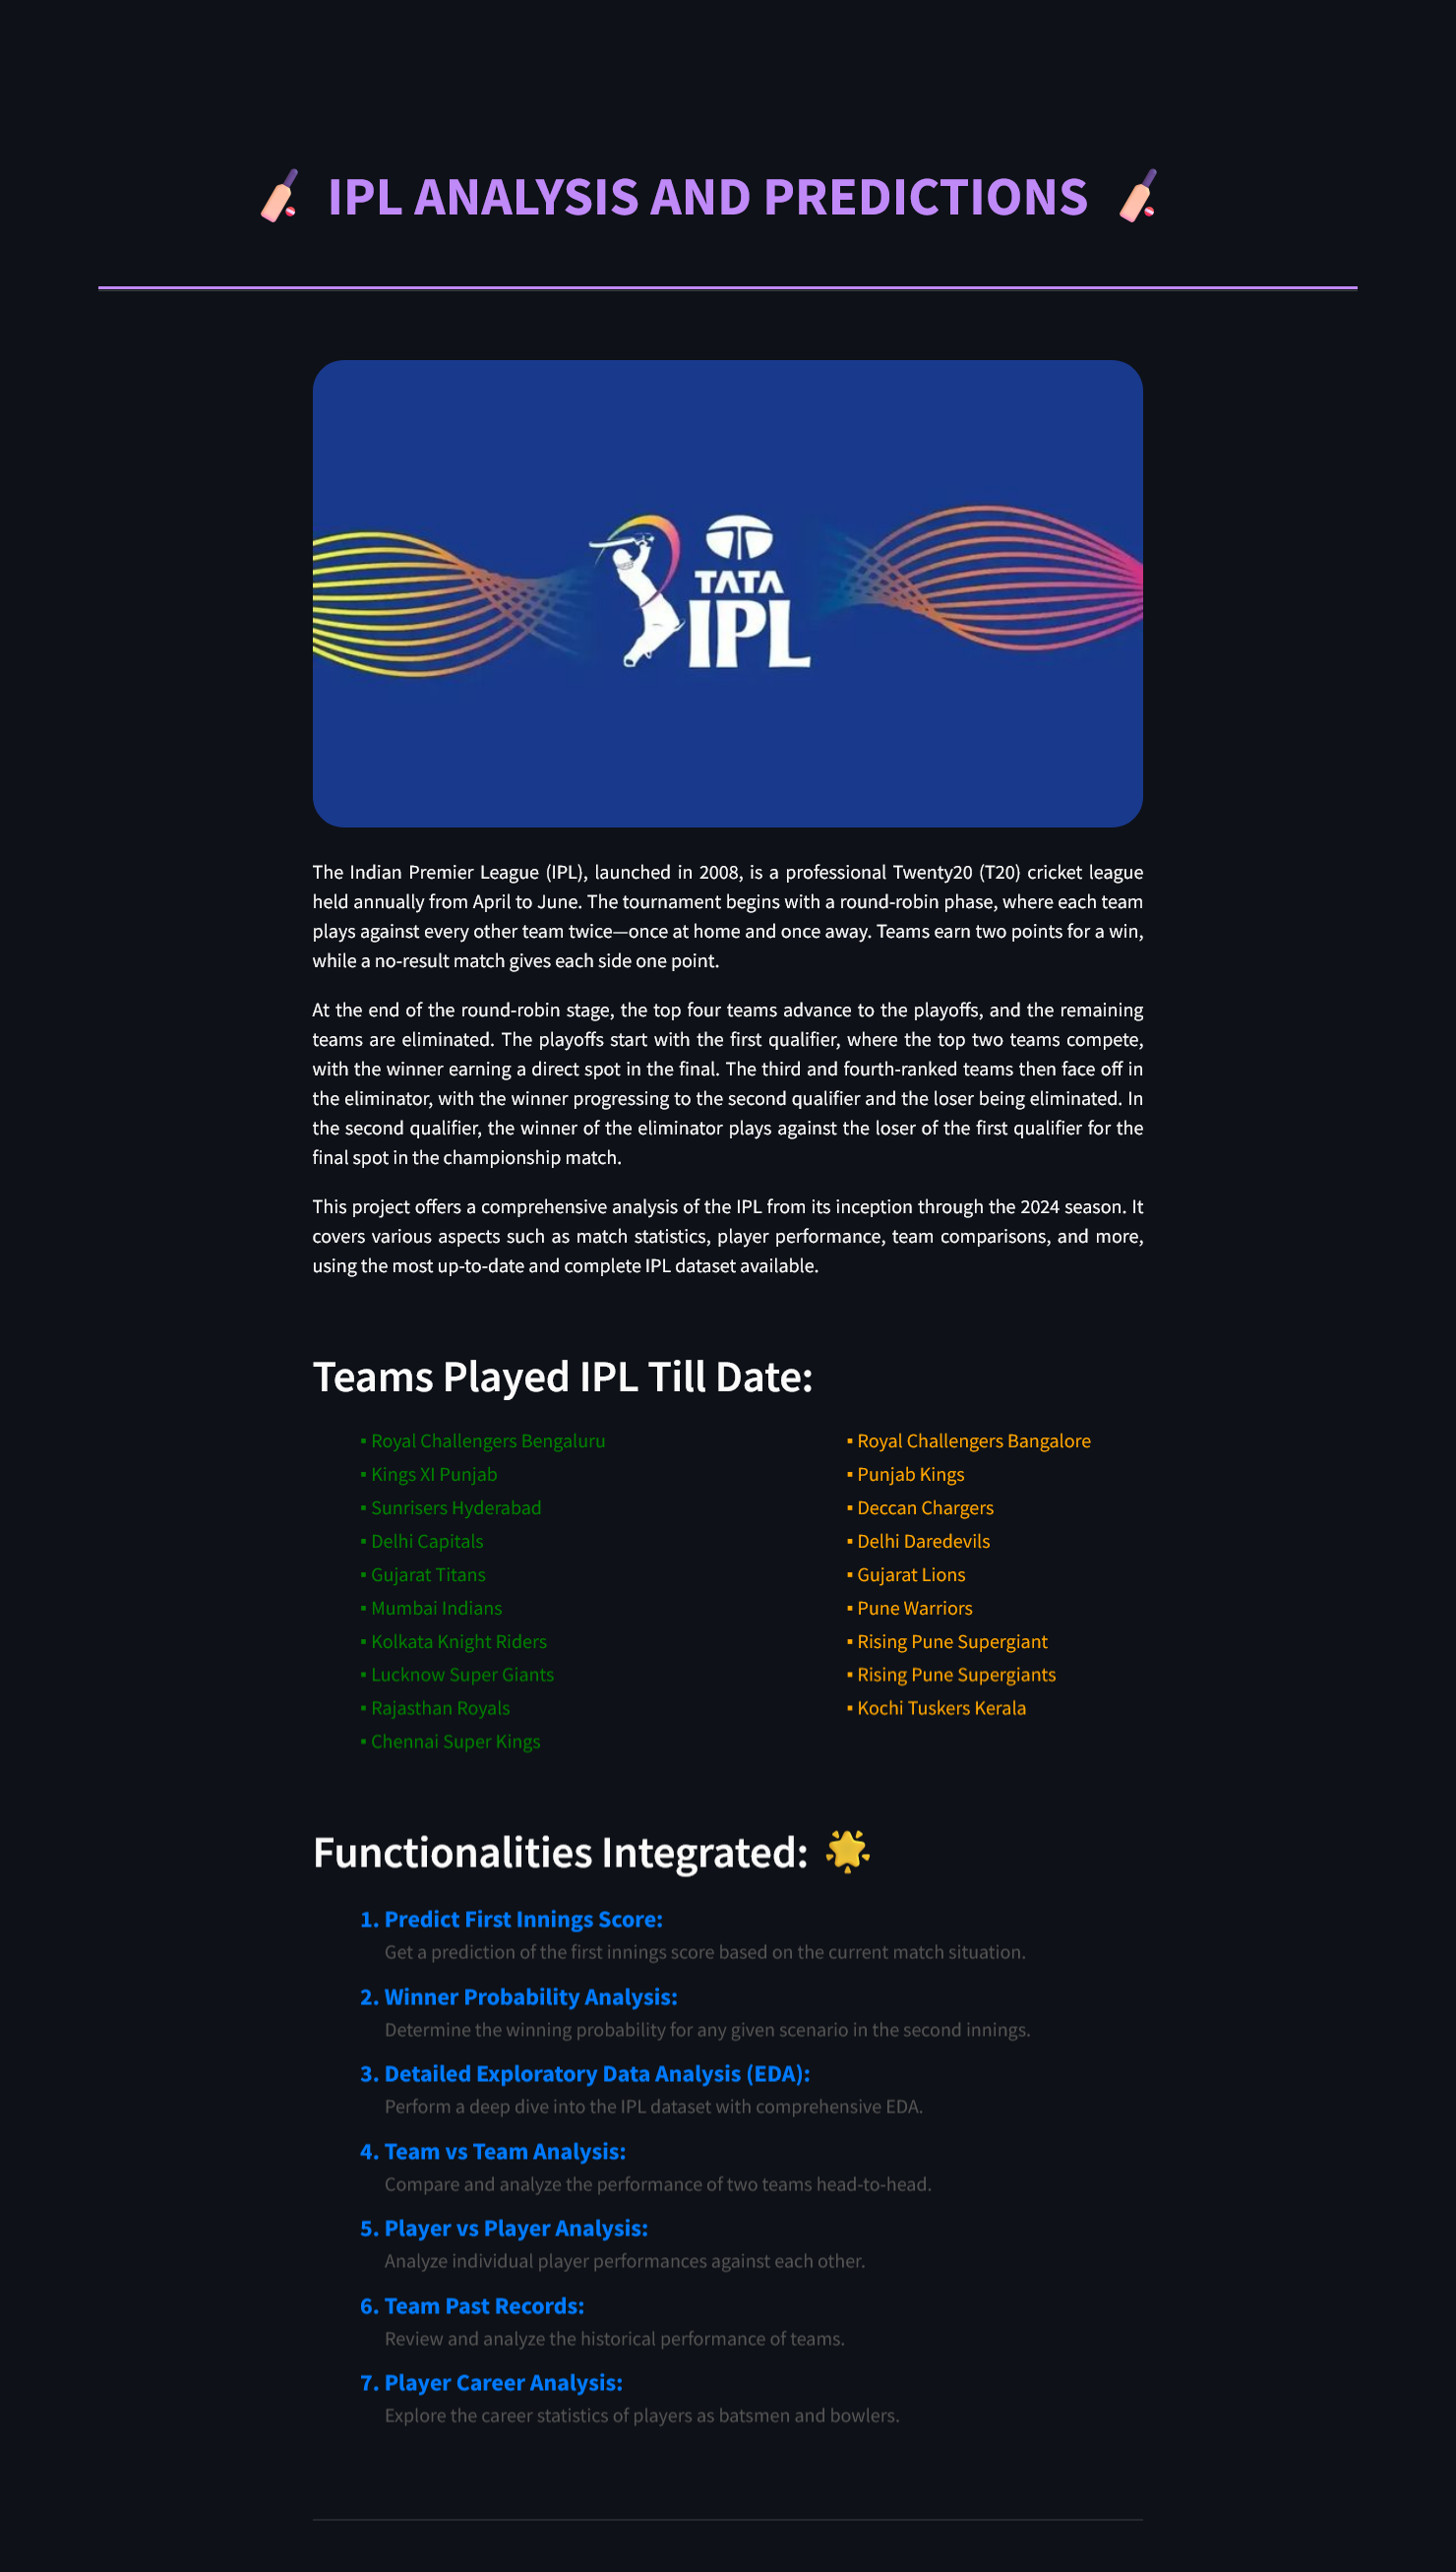 IPL ANALYSIS AND PREDICTIONS
TATA
IPL
The Indian Premier League (IPL), launched in 2008, is a professional Twenty20 (T20) cricket league
held annually from April to June. The tournament begins with a round-robin phase, where each team
plays against every other team twice—once at home and once away. Teams earn two points for a win,
while a no-result match gives each side one point.
At the end of the round-robin stage, the top four teams advance to the playoffs, and the remaining
teams are eliminated. The playoffs start with the first qualifier, where the top two teams compete,
with the winner earning a direct spot in the final. The third and fourth-ranked teams then face off in
the eliminator, with the winner progressing to the second qualifier and the loser being eliminated. In
the second qualifier, the winner of the eliminator plays against the loser of the first qualifier for the
final spot in the championship match.
This project offers a comprehensive analysis of the IPL from its inception through the 2024 season. It
covers various aspects such as match statistics, player performance, team comparisons, and more,
using the most up-to-date and complete IPL dataset available.
Teams Played IPL Till Date:
▪ Royal Challengers Bengaluru
▪ Kings XI Punjab
▪ Sunrisers Hyderabad
▪ Delhi Capitals
▪ Gujarat Titans
▪ Mumbai Indians
▪ Kolkata Knight Riders
▪ Lucknow Super Giants
▪ Rajasthan Royals
▪ Chennai Super Kings
▪ Royal Challengers Bangalore
▪ Punjab Kings
▪ Deccan Chargers
▪ Delhi Daredevils
▪ Gujarat Lions
▪ Pune Warriors
▪ Rising Pune Supergiant
▪ Rising Pune Supergiants
▪ Kochi Tuskers Kerala
Functionalities Integrated: 🌟
1. Predict First Innings Score:
Get a prediction of the first innings score based on the current match situation.
2. Winner Probability Analysis:
Determine the winning probability for any given scenario in the second innings.
3. Detailed Exploratory Data Analysis (EDA):
Perform a deep dive into the IPL dataset with comprehensive EDA.
4. Team vs Team Analysis:
Compare and analyze the performance of two teams head-to-head.
5. Player vs Player Analysis:
Analyze individual player performances against each other.
6. Team Past Records:
Review and analyze the historical performance of teams.
7. Player Career Analysis:
Explore the career statistics of players as batsmen and bowlers.